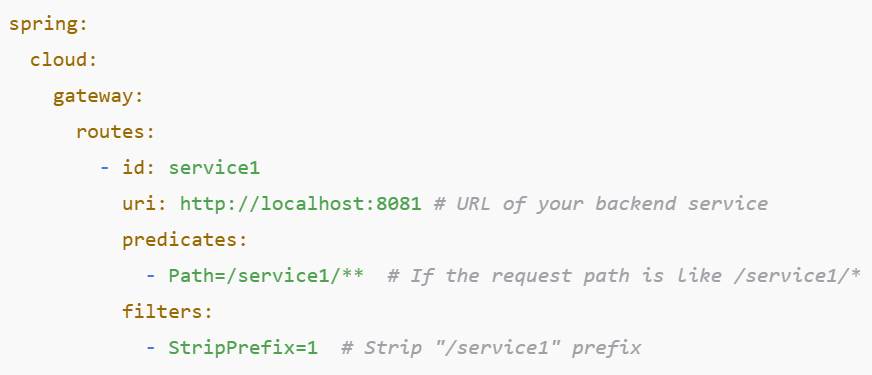 spring:
  cloud:
    gateway:
      routes:
        - id: service1
          uri: http://localhost:8081 # URL of your backend service
          predicates:
            - Path=/service1/**  # If the request path is like /service1/*
          filters:
            - StripPrefix=1  # Strip "/service1" prefix